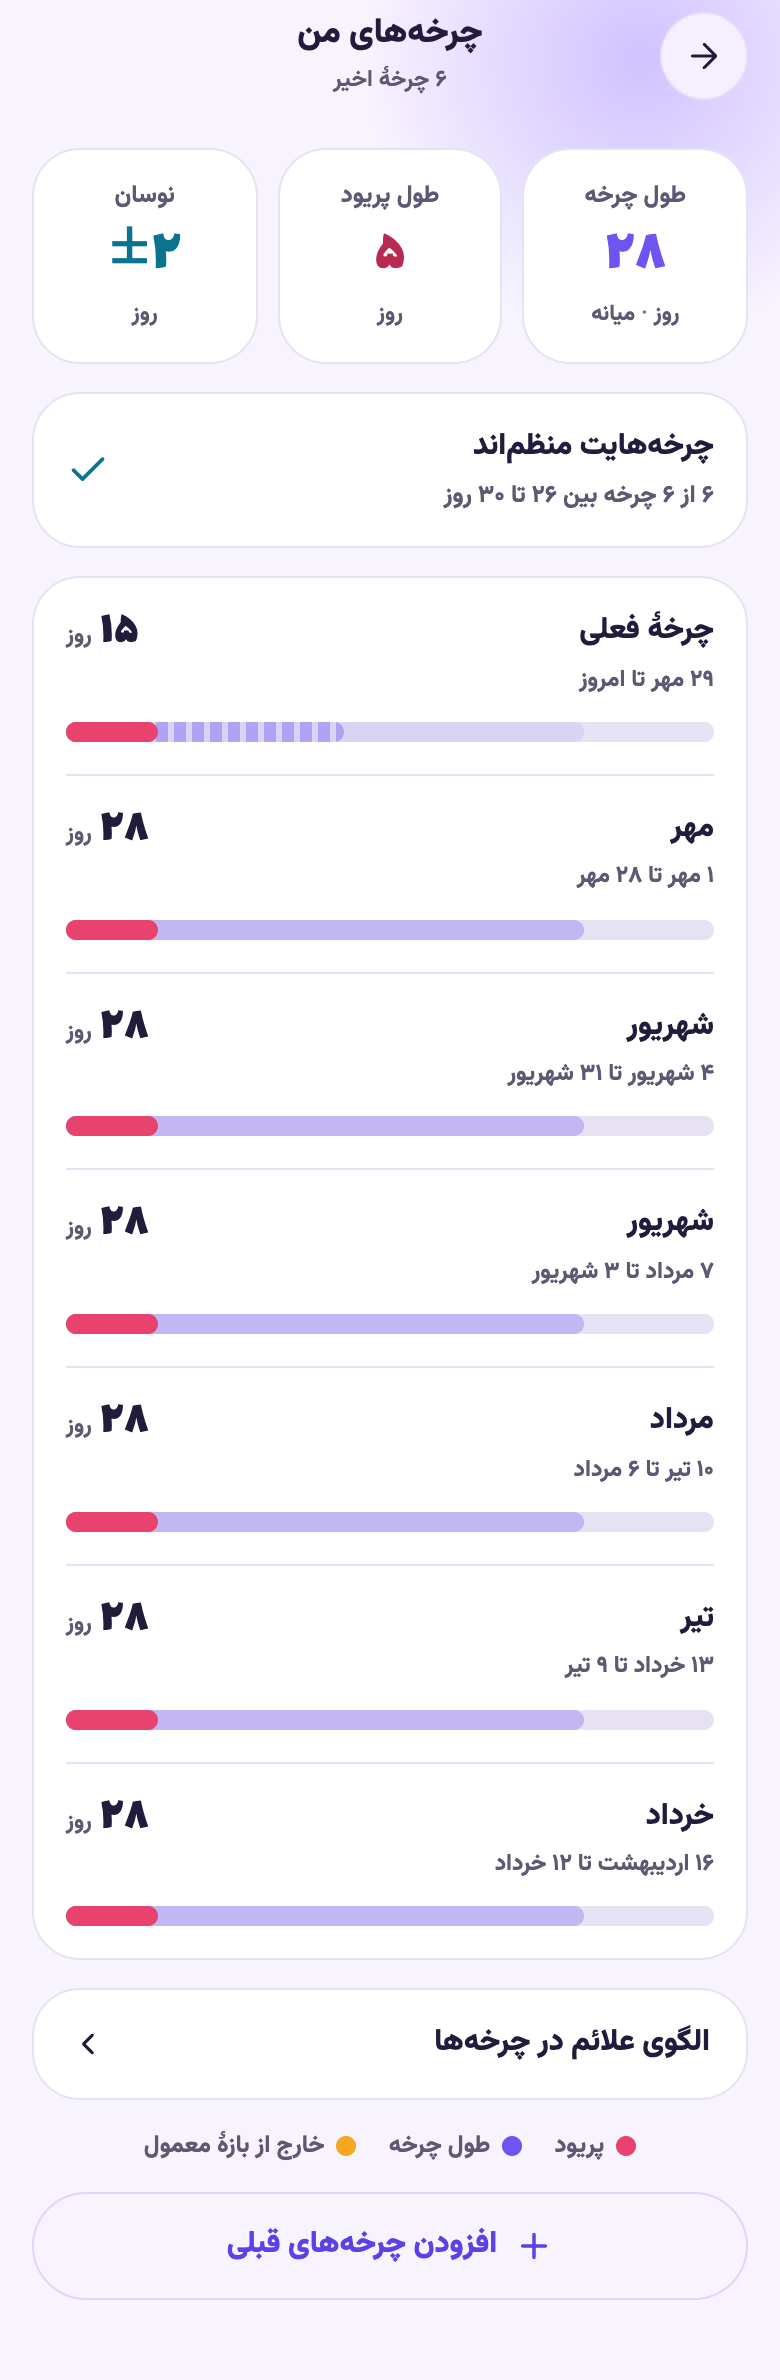 چرخه‌های من
۶ چرخهٔ اخیر
طول چرخه
۲۸
روز · میانه
طول پریود
۵
روز
نوسان
±۲
روز
چرخه‌هایت منظم‌اند
۶ از ۶ چرخه بین ۲۶ تا ۳۰ روز
چرخهٔ فعلی
۱۵ روز
۲۹ مهر تا امروز
مهر
۲۸ روز
۱ مهر تا ۲۸ مهر
شهریور
۲۸ روز
۴ شهریور تا ۳۱ شهریور
شهریور
۲۸ روز
۷ مرداد تا ۳ شهریور
مرداد
۲۸ روز
۱۰ تیر تا ۶ مرداد
تیر
۲۸ روز
۱۳ خرداد تا ۹ تیر
خرداد
۲۸ روز
۱۶ اردیبهشت تا ۱۲ خرداد
الگوی علائم در چرخه‌ها
پریود
طول چرخه
خارج از بازهٔ معمول
افزودن چرخه‌های قبلی